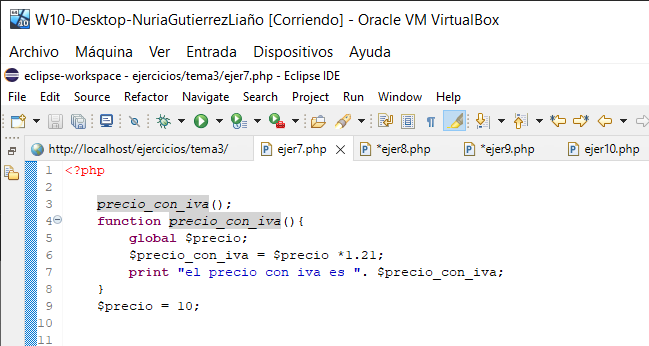 W10-Desktop-NuriaGutierrezLiaño [Corriendo] - Oracle VM VirtualBox
Archivo Máquina Ver Entrada Dispositivos Ayuda
eclipse-workspace - ejercicios/tema3/ejer7.php - Eclipse IDE
File Edit Source Refactor Navigate Search Project Run Window Help
http://localhost/ejercicios/tema3/ ejer7.php *ejer8.php *ejer9.php ejer10.php
1 <?php
2
3 precio_con_iva();
4 function precio_con_iva(){
5 global $precio;
6 $precio_con_iva = $precio *1.21;
7 print "el precio con iva es ". $precio_con_iva;
8 }
9 $precio = 10;
10
11